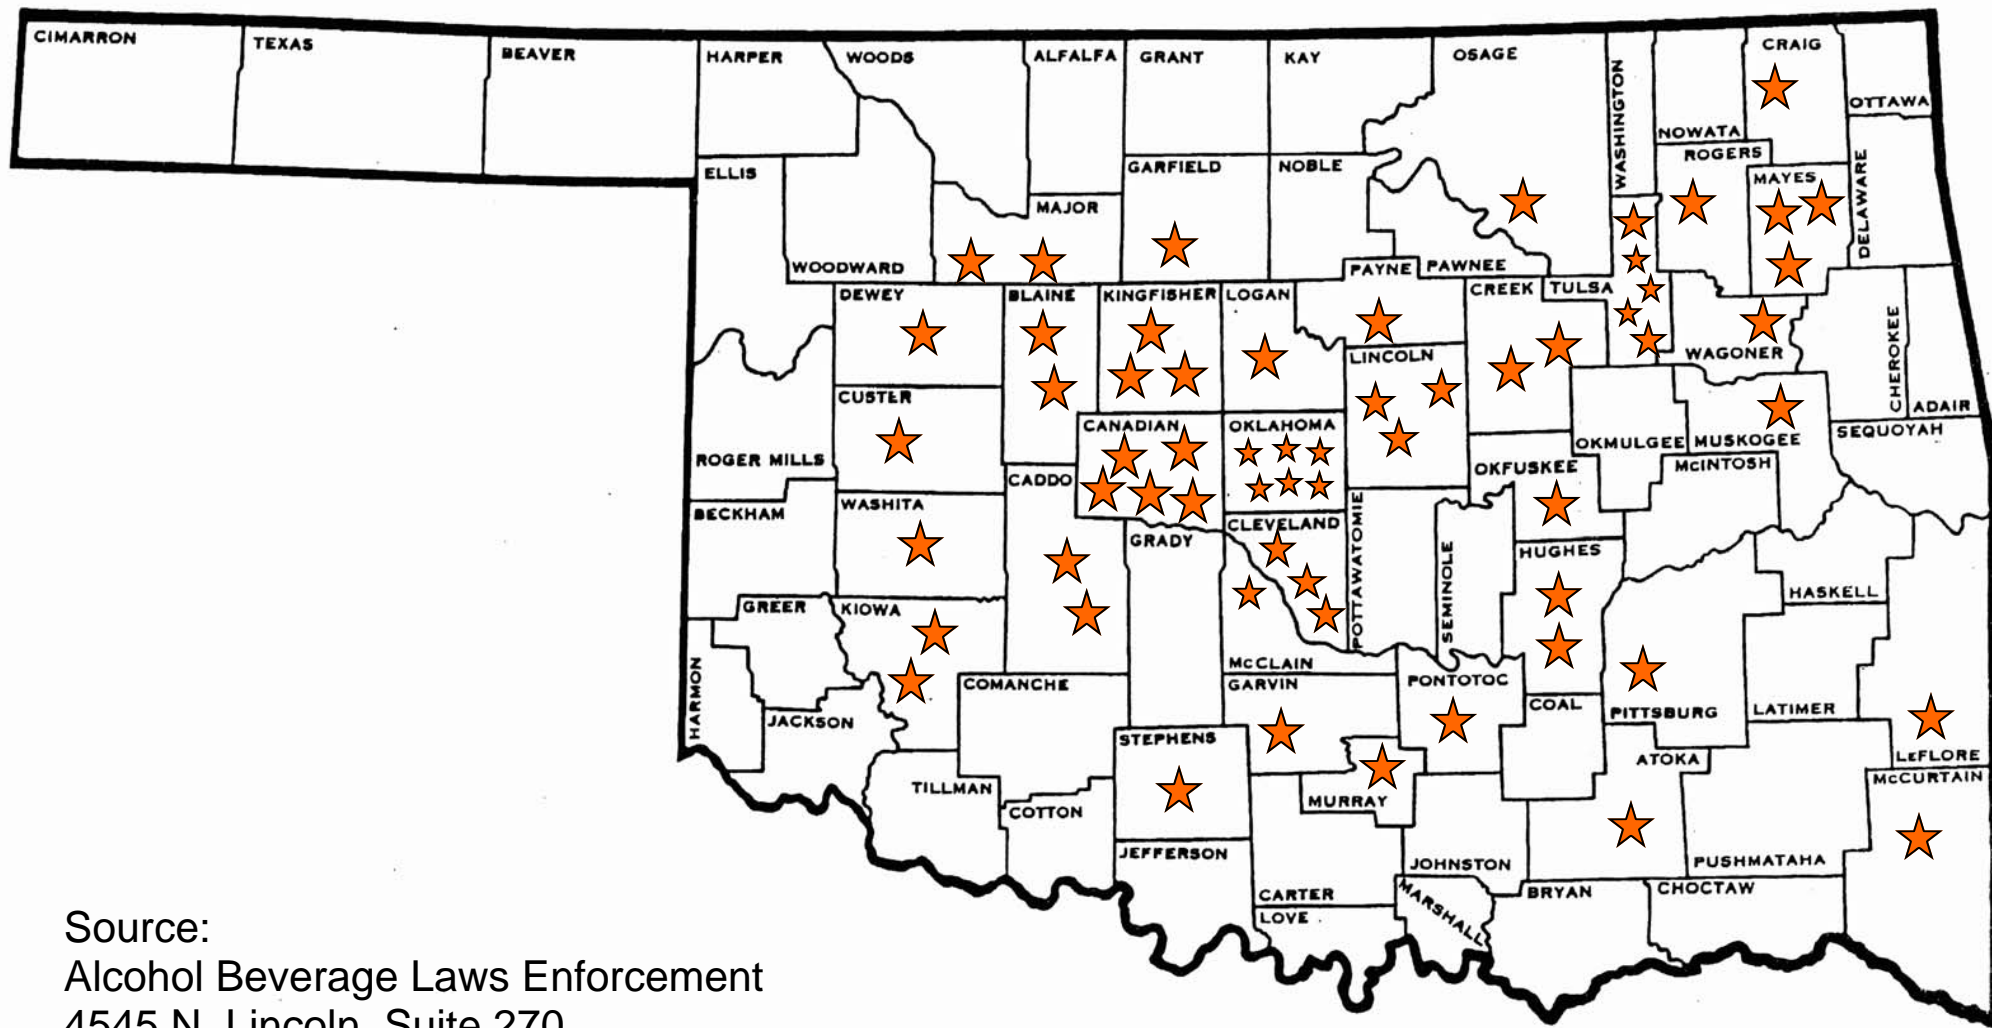 CIMARRON
TEXAS
BEAVER
HARPER
WOODS
ALFALFA
GRANT
KAY
OSAGE
WASHINGTON
NOWATA
CRAIG
OTTAWA
ELLIS
WOODWARD
MAJOR
GARFIELD
NOBLE
PAYNE
PAWNEE
ROGERS
MAYES
DELAWARE
DEWEY
BLAINE
KINGFISHER
LOGAN
CREEK
TULSA
LINCOLN
WAGONER
CHEROKEE
ADAIR
CUSTER
ROGER MILLS
CANADIAN
OKLAHOMA
OKMULGEE
MUSKOGEE
SEQUOYAH
CADDO
OKFUSKEE
McINTOSH
BECKHAM
WASHITA
GRADY
CLEVELAND
POTTAWATOMIE
SEMINOLE
HUGHES
HASKELL
GREER
KIOWA
HARMON
JACKSON
COMANCHE
McCLAIN
GARVIN
PONTOTOC
COAL
PITTSBURG
LATIMER
LeFLORE
STEPHENS
ATOKA
McCURTAIN
TILLMAN
COTTON
MURRAY
JEFFERSON
JOHNSTON
PUSHMATAHA
CARTER
LOVE
MARSHALL
BRYAN
CHOCTAW
Source:
Alcohol Beverage Laws Enforcement
4545 N. Lincoln, Suite 270